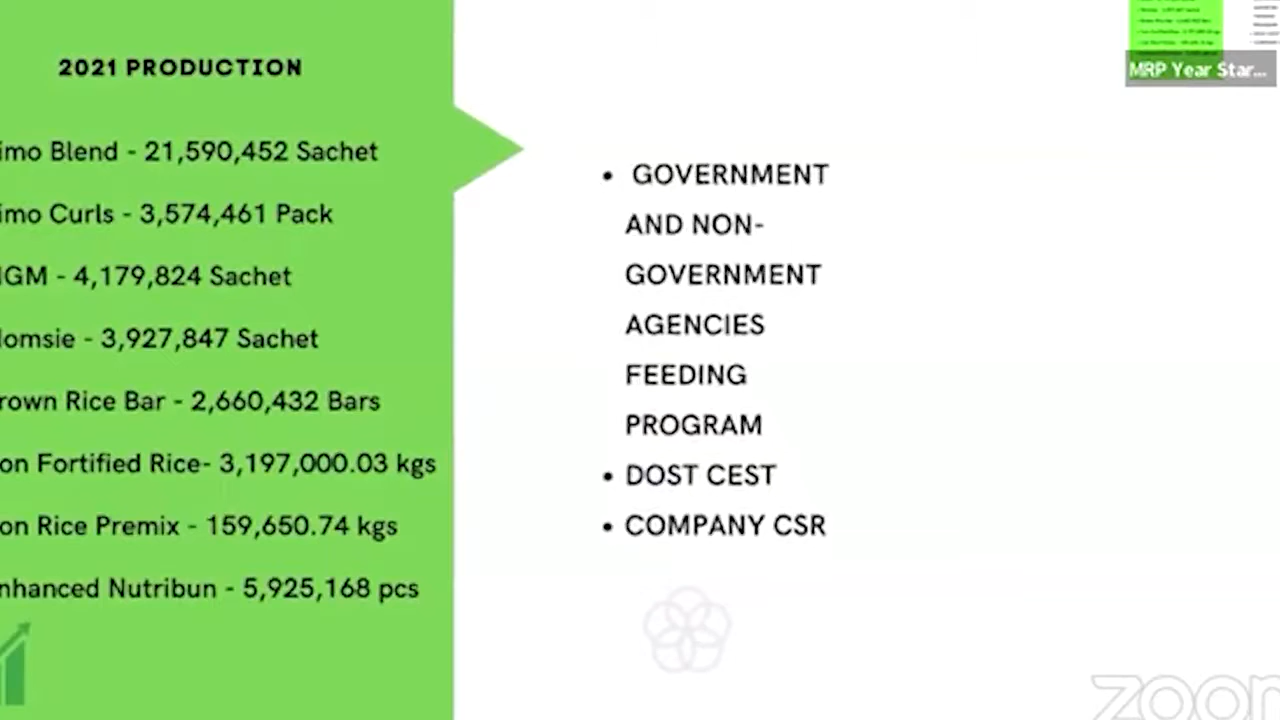 2021 PRODUCTION
imo Blend - 21,590,452 Sachet
imo Curls - 3,574,461 Pack
GM - 4,179,824 Sachet
omsie - 3,927,847 Sachet
rown Rice Bar - 2,660,432 Bars
on Fortified Rice- 3,197,000.03 kgs
on Rice Premix - 159,650.74 kgs
nhanced Nutribun - 5,925,168 pcs
• GOVERNMENT
AND NON-
GOVERNMENT
AGENCIES
FEEDING
PROGRAM
• DOST CEST
• COMPANY CSR
MRP Year Star...
zoom